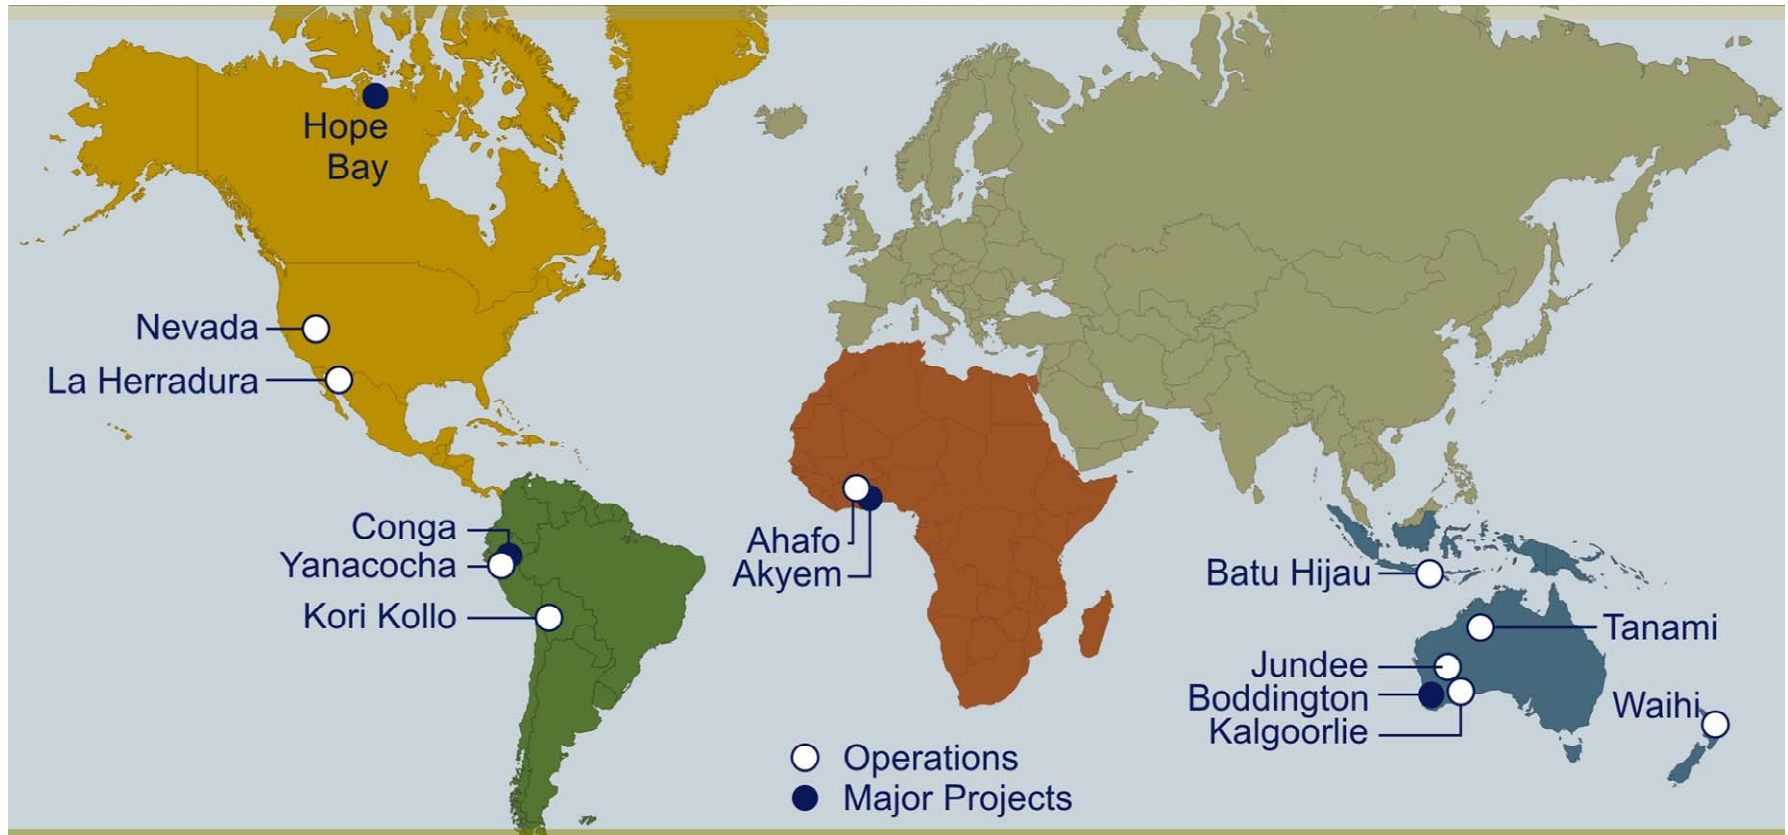 Hope
Bay
Nevada
La Herradura
Conga
Yanacocha
Kori Kollo
Ahafo
Akyem
Batu Hijau
Tanami
Jundee
Boddington
Kalgoorlie
Waihi
Operations
Major Projects